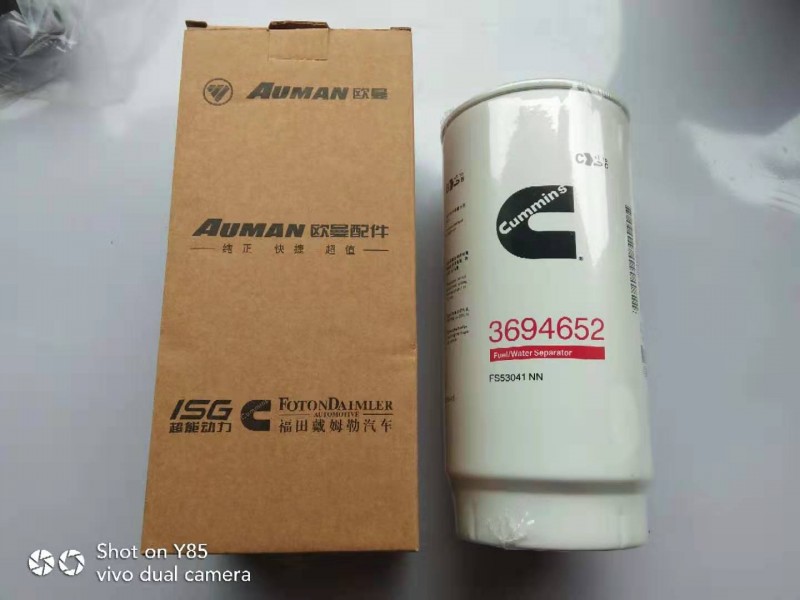 AUMAN 欧曼
AUMAN 欧曼配件
纯正 快捷 超值
ISG
超能动力
FOTONDAIMLER
AUTOMOTIVE
福田戴姆勒汽车
Cummins
3694652
Fuel/Water Separator
FS53041 NN
Shot on Y85
vivo dual camera